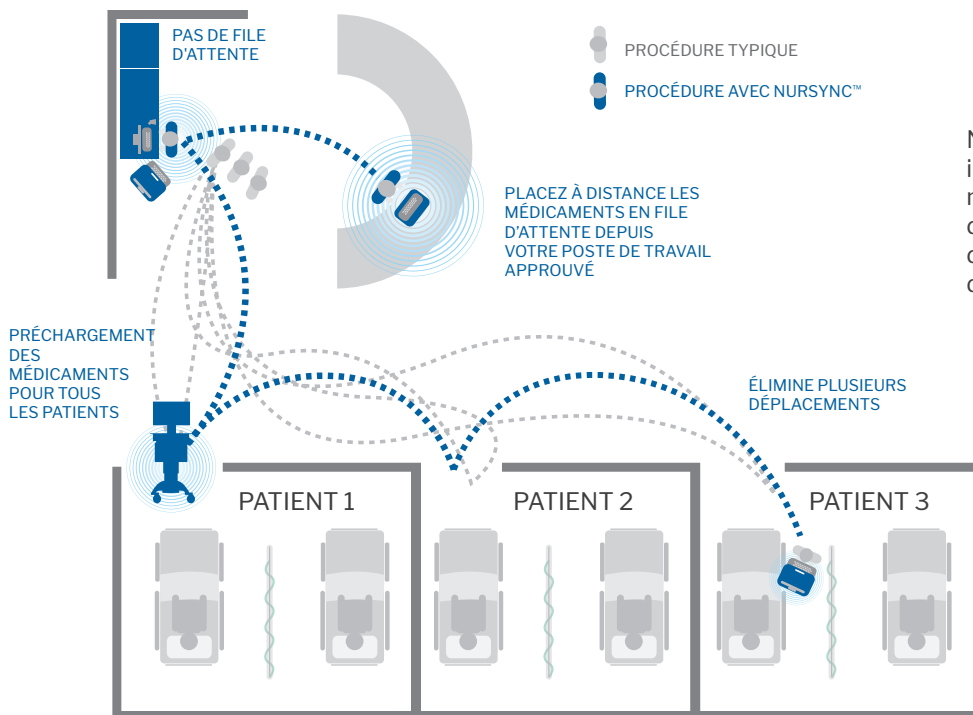 PAS DE FILE
D'ATTENTE
PROCÉDURE TYPIQUE
PROCÉDURE AVEC NURSYNC™
PLACEZ À DISTANCE LES
MÉDICAMENTS EN FILE
D'ATTENTE DEPUIS
VOTRE POSTE DE TRAVAIL
APPROUVÉ
PRÉCHARGEMENT
DES
MÉDICAMENTS
POUR TOUS
LES PATIENTS
ÉLIMINE PLUSIEURS
DÉPLACEMENTS
PATIENT 1
PATIENT 2
PATIENT 3